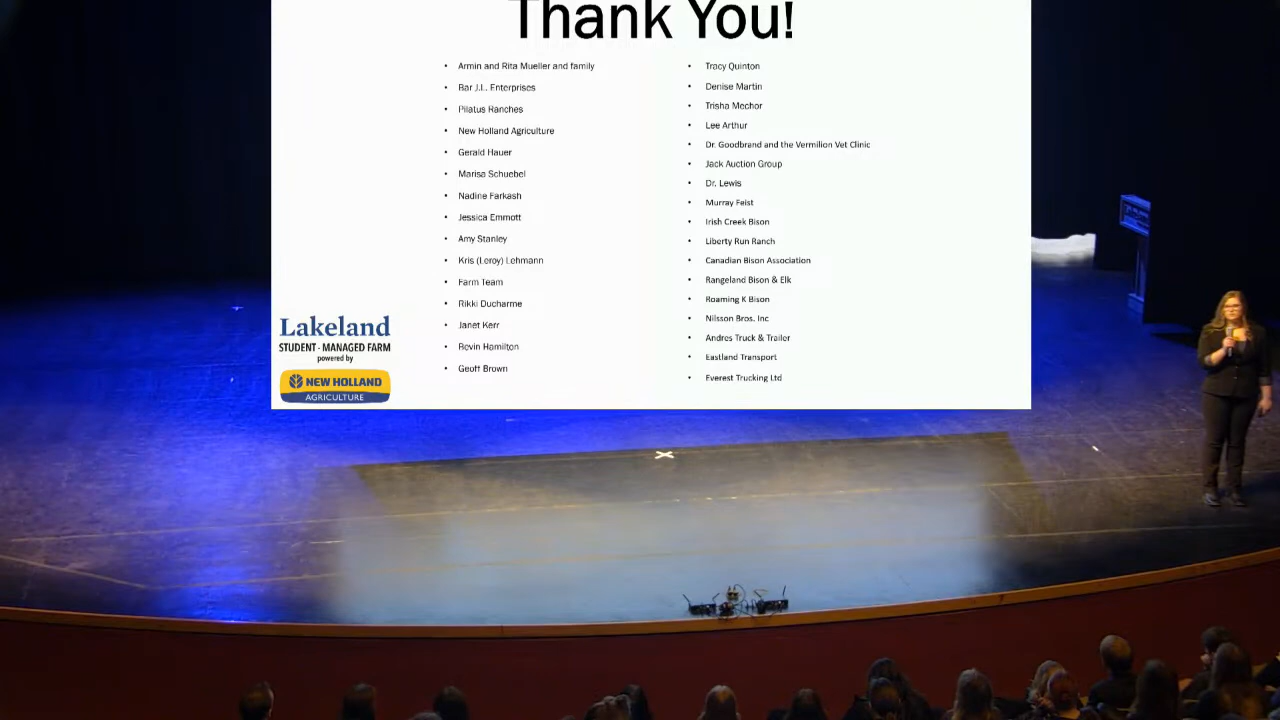 Thank You!
• Armin and Rita Mueller and family
• Bar J.L. Enterprises
• Pilatus Ranches
• New Holland Agriculture
• Gerald Hauer
• Marisa Schuebel
• Nadine Farkash
• Jessica Emmott
• Amy Stanley
• Kris (Leroy) Lehmann
• Farm Team
• Rikki Ducharme
• Janet Kerr
• Bevin Hamilton
• Geoff Brown
• Tracy Quinton
• Denise Martin
• Trisha Mechor
• Lee Arthur
• Dr. Goodbrand and the Vermilion Vet Clinic
• Jack Auction Group
• Dr. Lewis
• Murray Feist
• Irish Creek Bison
• Liberty Run Ranch
• Canadian Bison Association
• Rangeland Bison & Elk
• Roaming K Bison
• Nilsson Bros. Inc
• Andres Truck & Trailer
• Eastland Transport
• Everest Trucking Ltd
Lakeland
STUDENT-MANAGED FARM
powered by
NEW HOLLAND
AGRICULTURE